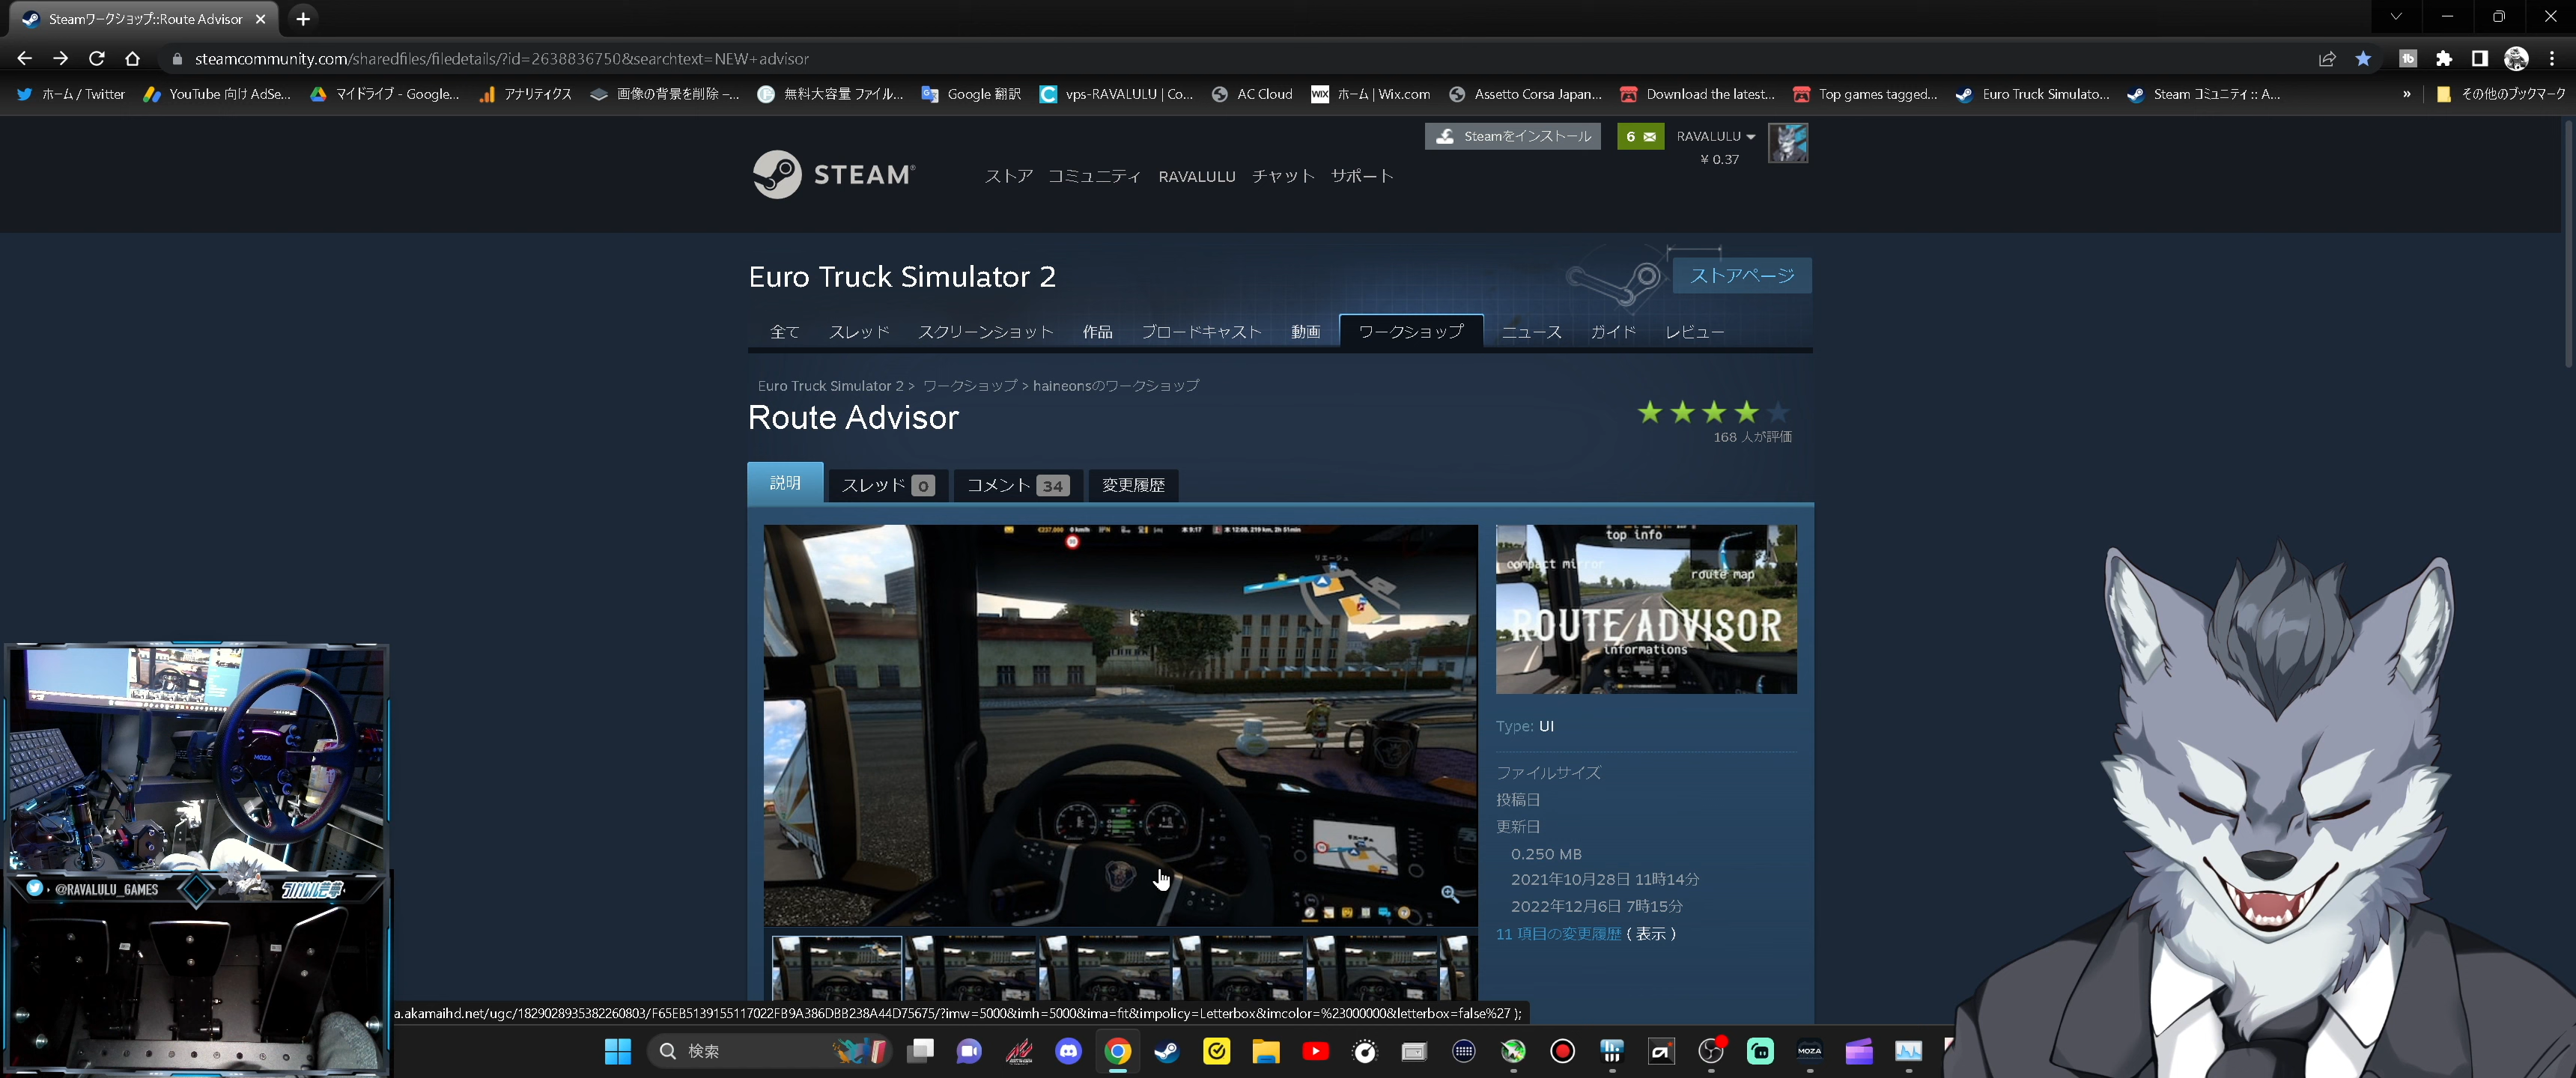 Steamワークショップ::Route Advisor
steamcommunity.com/sharedfiles/filedetails/?id=2638836750&searchtext=NEW+advisor
ホーム / Twitter
YouTube 向け AdSe...
マイドライブ - Google...
アナリティクス
画像の背景を削除 –...
無料大容量 ファイル...
Google 翻訳
vps-RAVALULU | Co...
AC Cloud
WIX
ホーム | Wix.com
Assetto Corsa Japan...
Download the latest...
Top games tagged...
Euro Truck Simulato...
Steam コミュニティ :: A...
»
その他のブックマーク
Steamをインストール
6
RAVALULU
¥ 0.37
STEAM
ストア
コミュニティ
RAVALULU
チャット
サポート
Euro Truck Simulator 2
ストアページ
全て
スレッド
スクリーンショット
作品
ブロードキャスト
動画
ワークショップ
ニュース
ガイド
レビュー
Euro Truck Simulator 2 > ワークショップ > haineonsのワークショップ
Route Advisor
168 人が評価
説明
スレッド 0
コメント 34
変更履歴
リエージュ
top info
compact mirror
route map
ROUTE ADVISOR
informations
Type: UI
ファイルサイズ
投稿日
更新日
0.250 MB
2021年10月28日 11時14分
2022年12月6日 7時15分
11 項目の変更履歴 ( 表示 )
MOZA
@RAVALULU_GAMES
a.akamaihd.net/ugc/1829028935382260803/F65EB5139155117022FB9A386DBB238A44D75675/?imw=5000&imh=5000&ima=fit&impolicy=Letterbox&imcolor=%23000000&letterbox=false%27 );
検索
MOZA